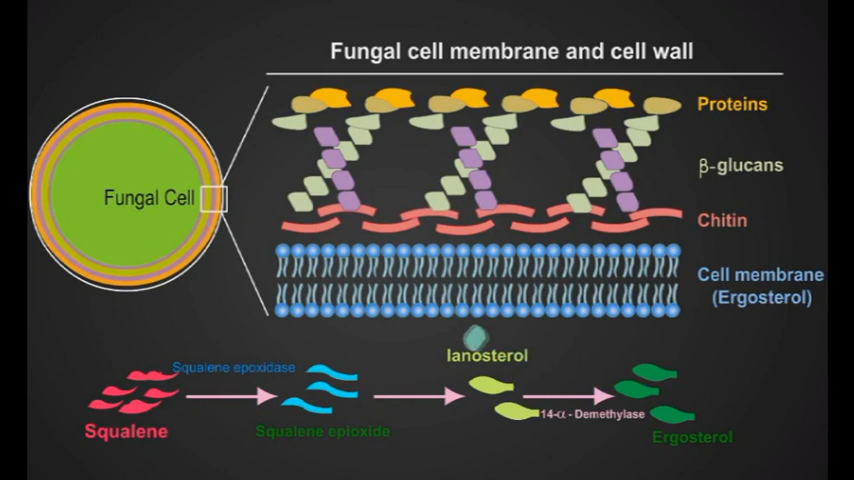 Fungal cell membrane and cell wall
Proteins
Fungal Cell
β-glucans
Chitin
Cell membrane
(Ergosterol)
lanosterol
Squalene epoxidase
14-α - Demethylase
Squalene
Squalene epioxide
Ergosterol